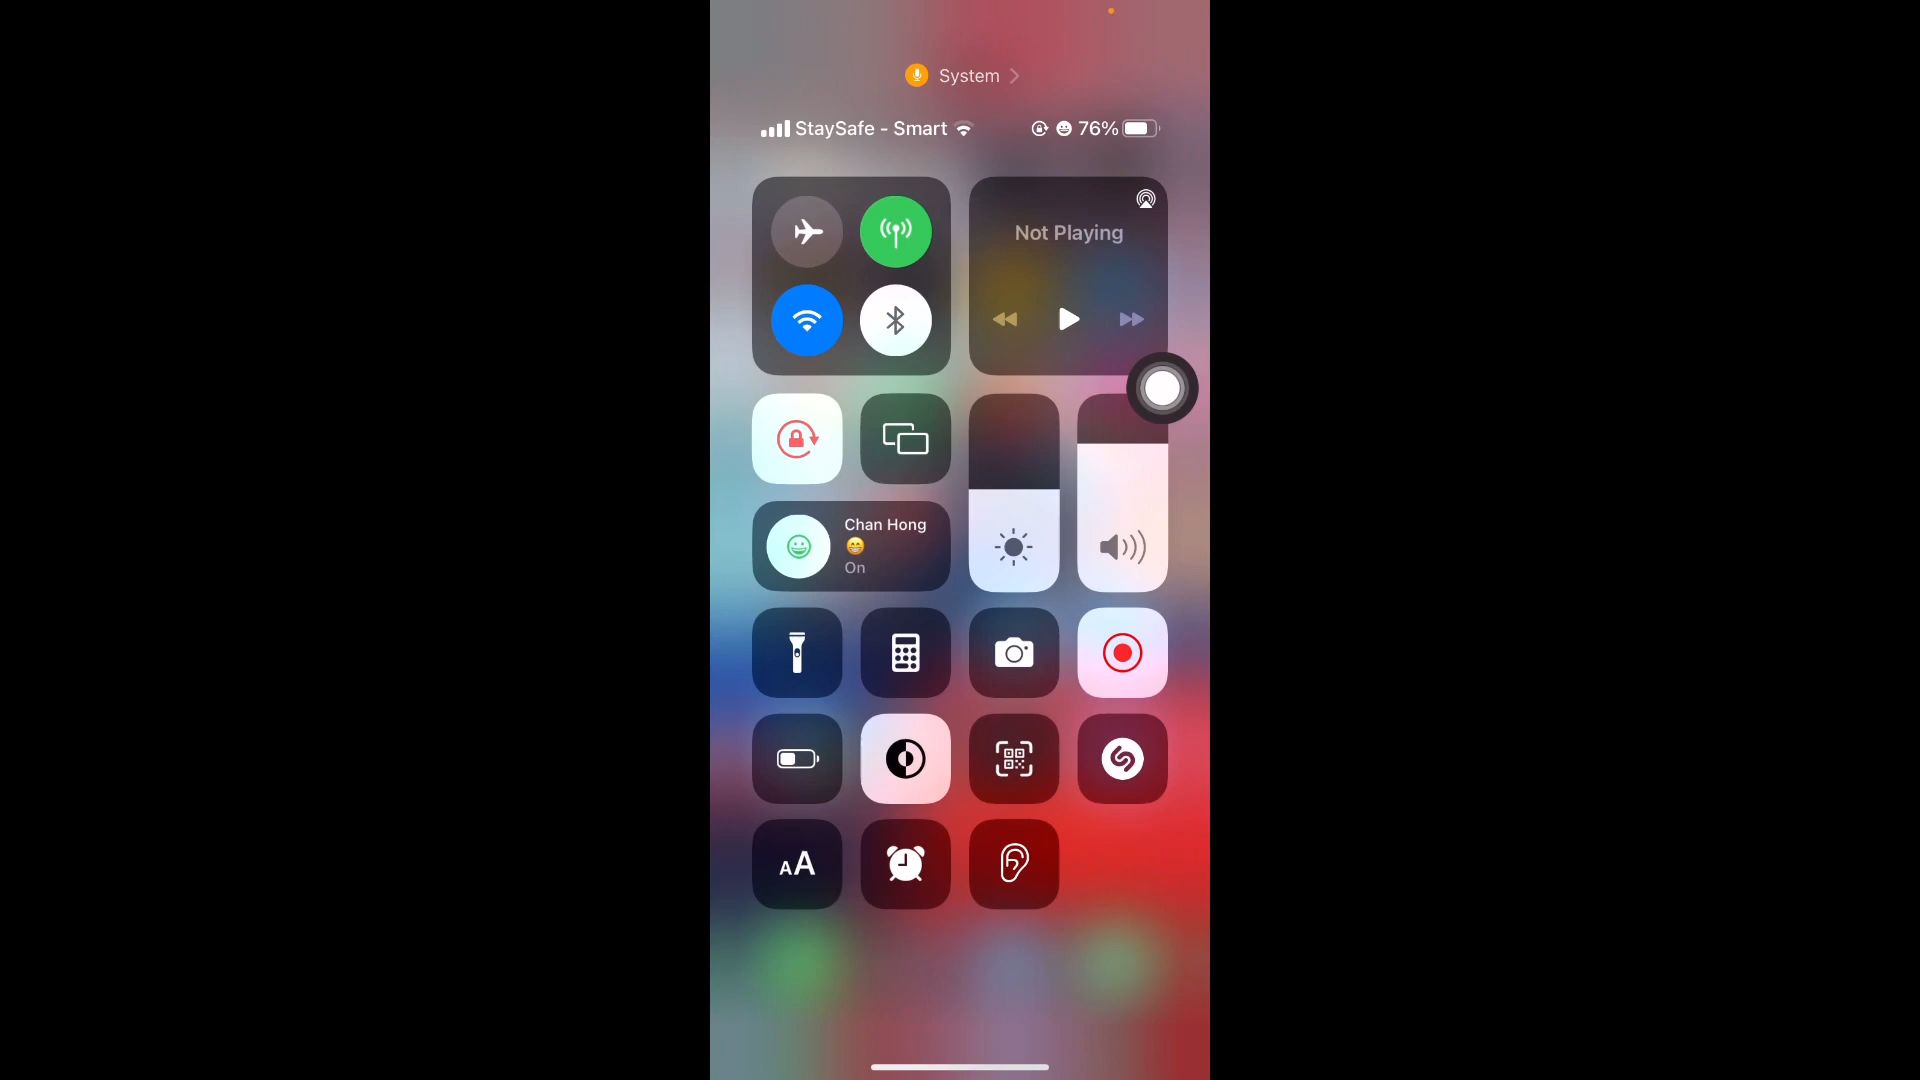 System
StaySafe - Smart 76%
Not Playing
Chan Hong
😁
On
AA